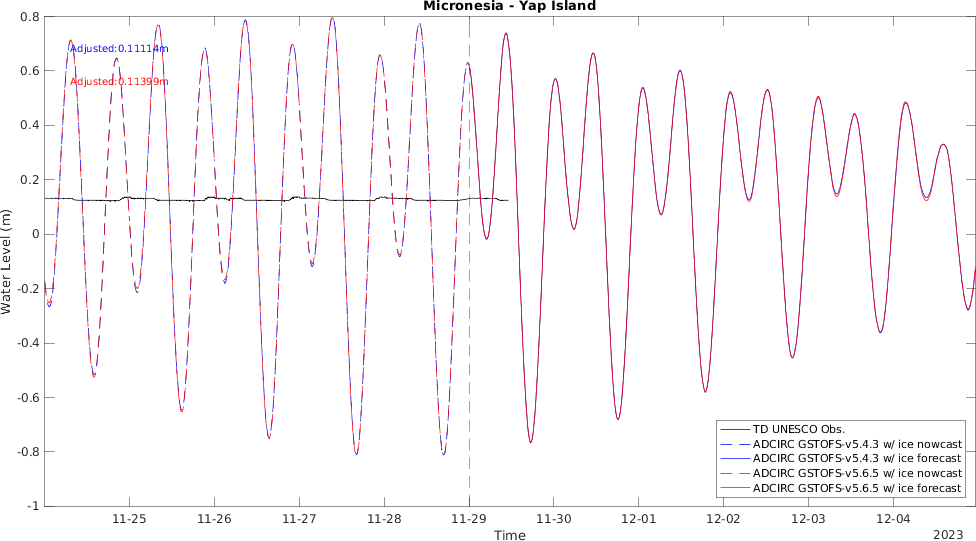 Micronesia - Yap Island
Adjusted:0.11114m
Adjusted:0.11399m
Water Level (m)
0.8
0.6
0.4
0.2
0
-0.2
-0.4
-0.6
-0.8
-1
TD UNESCO Obs.
ADCIRC GSTOFS-v5.4.3 w/ ice nowcast
ADCIRC GSTOFS-v5.4.3 w/ ice forecast
ADCIRC GSTOFS-v5.6.5 w/ ice nowcast
ADCIRC GSTOFS-v5.6.5 w/ ice forecast
11-25 11-26 11-27 11-28 11-29 11-30 12-01 12-02 12-03 12-04
Time
2023